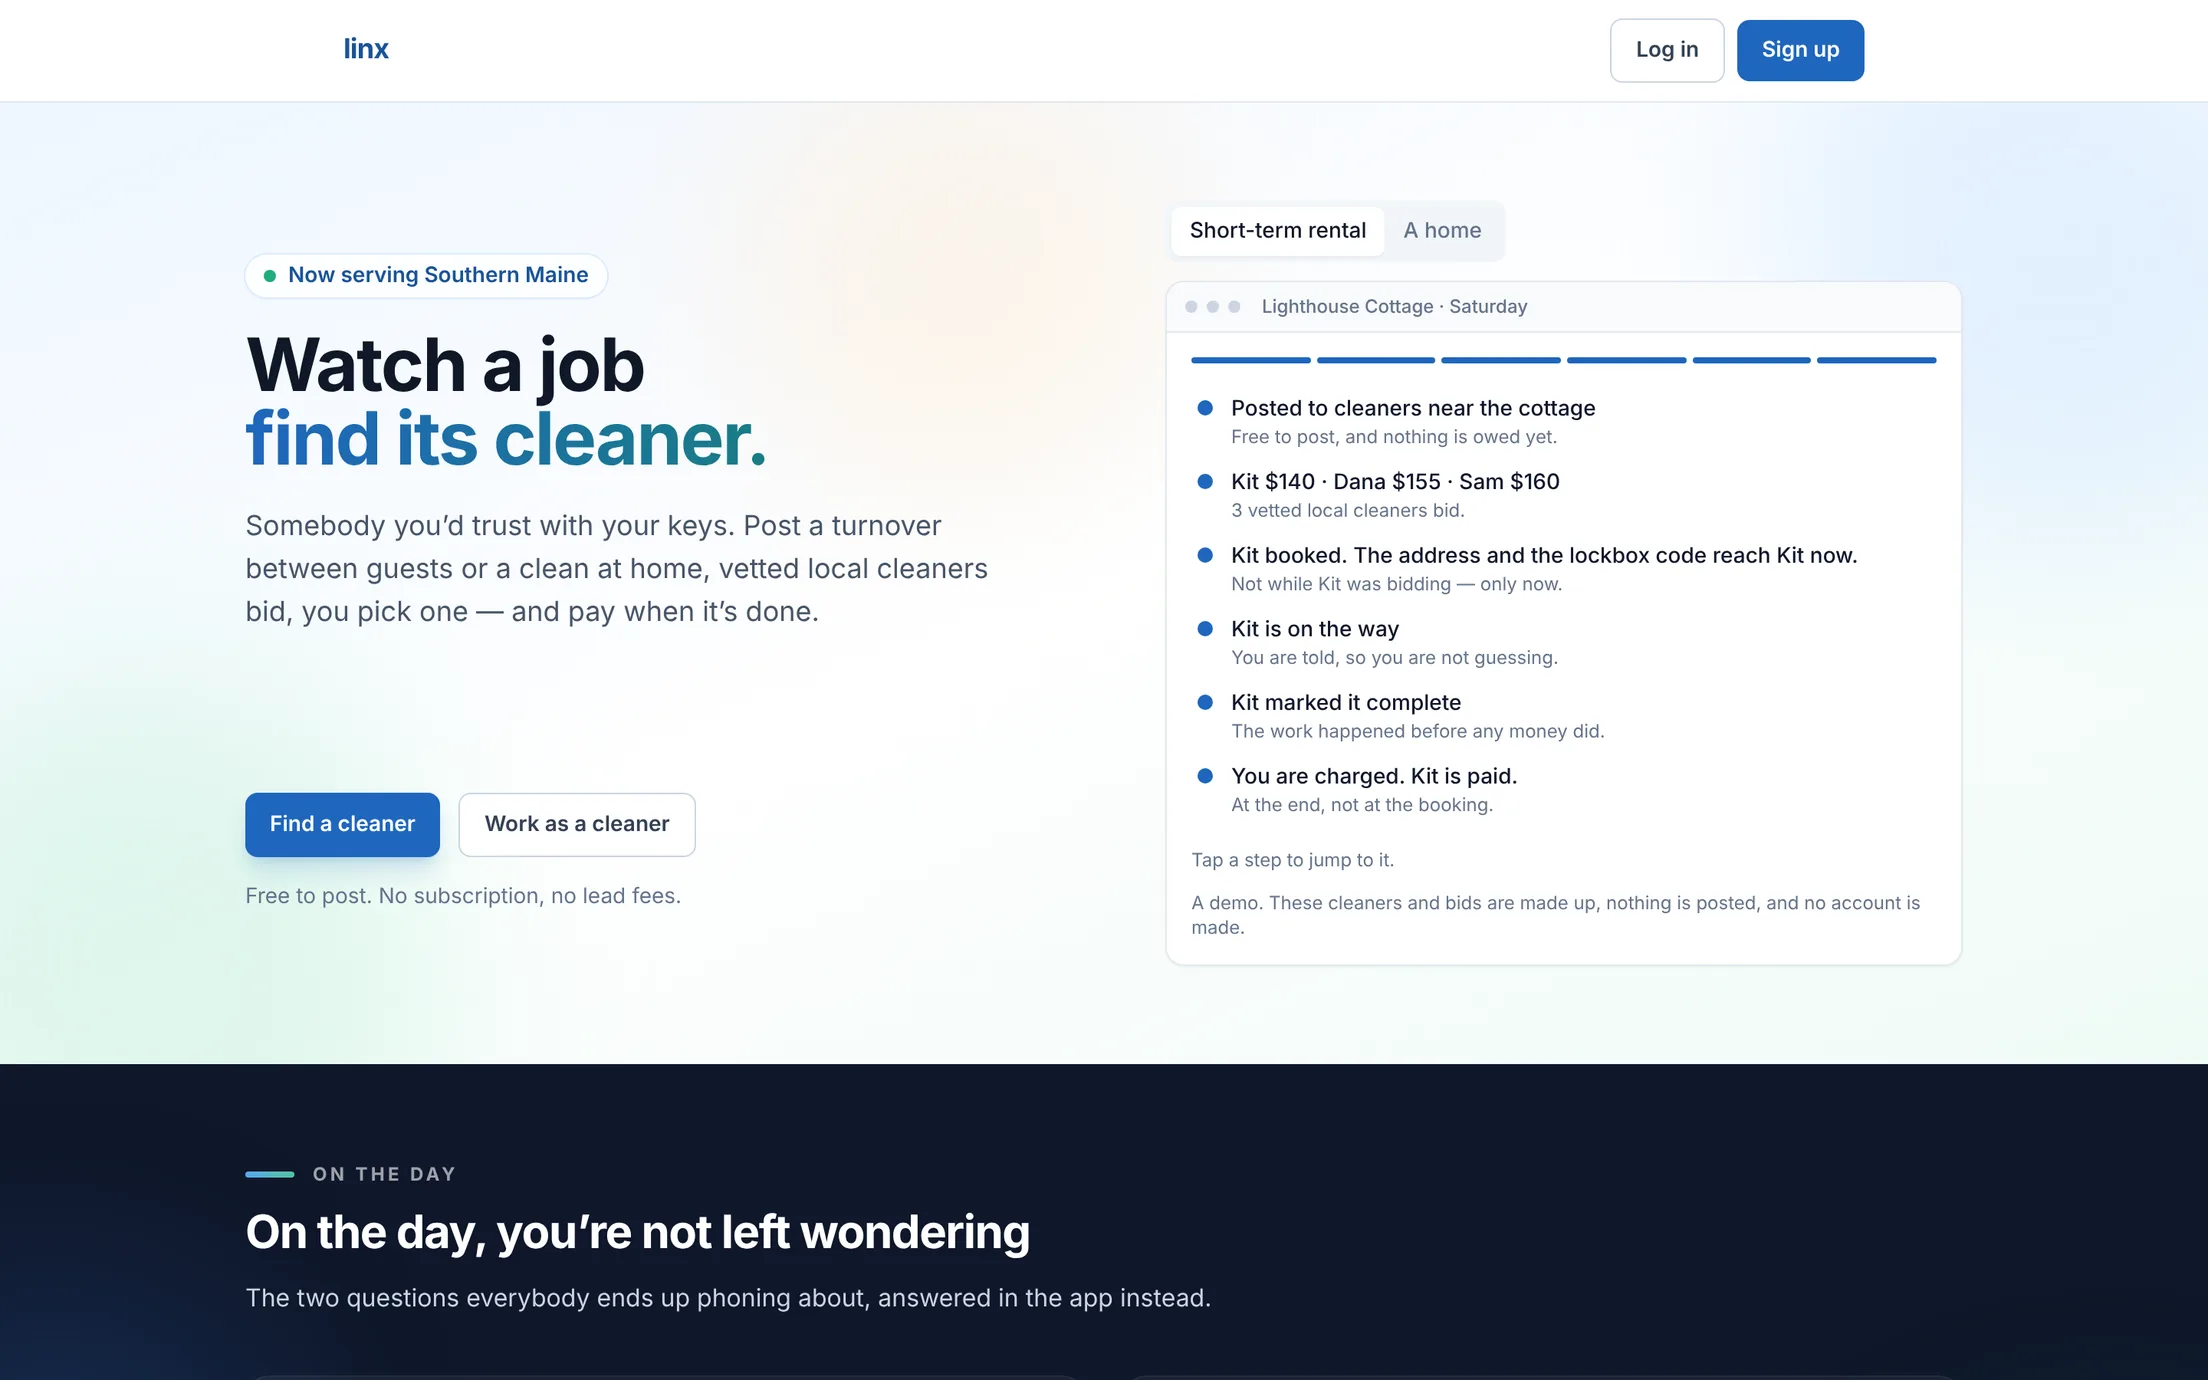 linx
Log in
Sign up
Now serving Southern Maine
Watch a job
find its cleaner.
Somebody you’d trust with your keys. Post a turnover
between guests or a clean at home, vetted local cleaners
bid, you pick one — and pay when it’s done.
Find a cleaner
Work as a cleaner
Free to post. No subscription, no lead fees.
Short-term rental
A home
Lighthouse Cottage · Saturday
Posted to cleaners near the cottage
Free to post, and nothing is owed yet.
Kit $140 · Dana $155 · Sam $160
3 vetted local cleaners bid.
Kit booked. The address and the lockbox code reach Kit now.
Not while Kit was bidding — only now.
Kit is on the way
You are told, so you are not guessing.
Kit marked it complete
The work happened before any money did.
You are charged. Kit is paid.
At the end, not at the booking.
Tap a step to jump to it.
A demo. These cleaners and bids are made up, nothing is posted, and no account is
made.
ON THE DAY
On the day, you’re not left wondering
The two questions everybody ends up phoning about, answered in the app instead.